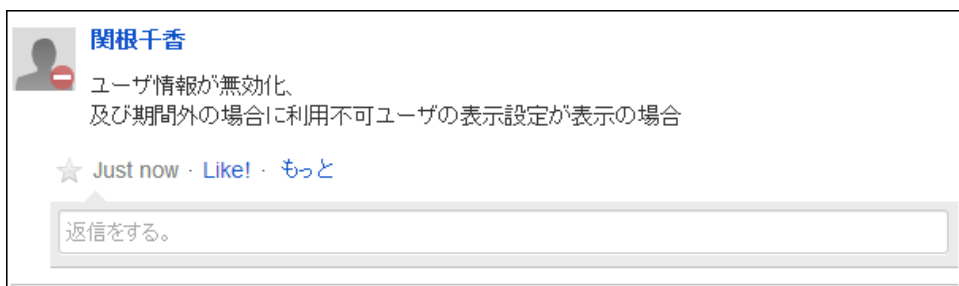 関根千香
ユーザ情報が無効化、
及び期間外の場合に利用不可ユーザの表示設定が表示の場合
Just now · Like! · もっと
返信をする。